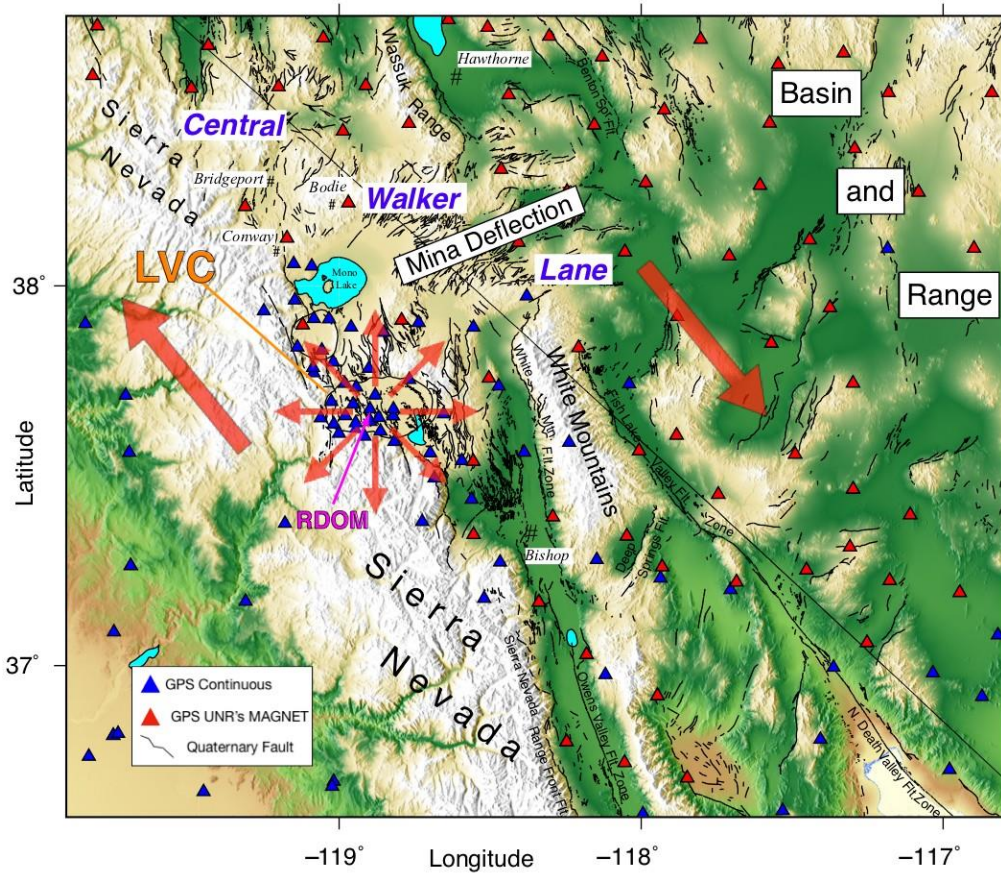 Hawthorne
Wassuk Range
Benton Spr Flt.
Basin
Sierra
Nevada
Central
Bridgeport
Bodie
Walker
and
Mina Deflection
Conway
LVC
Mono
Lake
Lane
Range
38°
White Mtn. Flt. Zone
White Mountains
Fish Lake Valley Flt. Zone
Latitude
RDOM
Bishop
Deep
Springs Flt.
Sierra
Nevada
37°
Sierra Nevada Range Front Flt.
Owens Valley Flt. Zone
N. Death Valley Flt Zone
GPS Continuous
GPS UNR's MAGNET
Quaternary Fault
−119°
Longitude
−118°
−117°